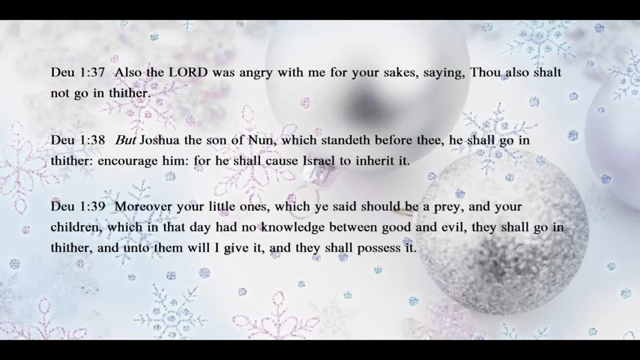 Deu 1:37 Also the LORD was angry with me for your sakes, saying, Thou also shalt
not go in thither.
Deu 1:38 But Joshua the son of Nun, which standeth before thee, he shall go in
thither: encourage him: for he shall cause Israel to inherit it.
Deu 1:39 Moreover your little ones, which ye said should be a prey, and your
children, which in that day had no knowledge between good and evil, they shall go in
thither, and unto them will I give it, and they shall possess it.